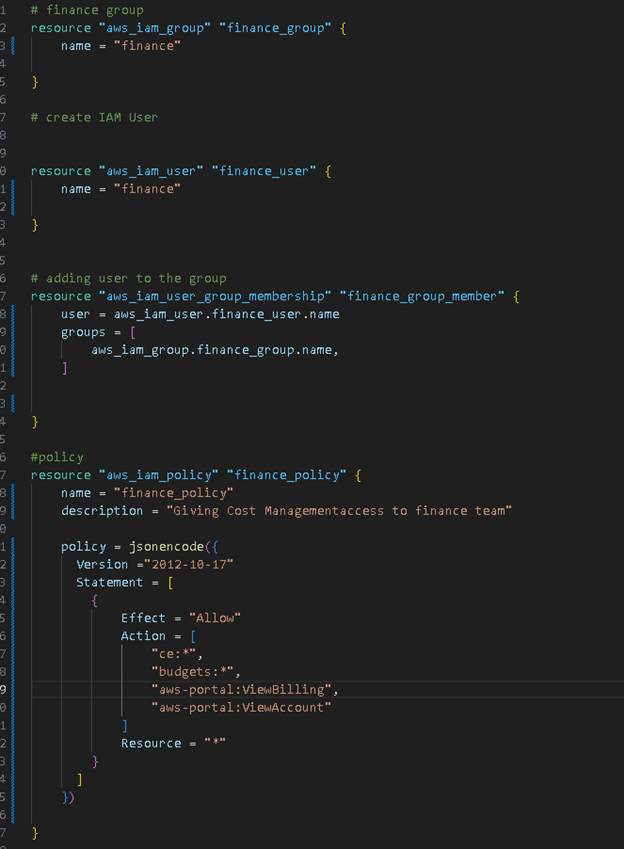 1 # finance group
2 resource "aws_iam_group" "finance_group" {
3 name = "finance"
4
5 }
6
7 # create IAM User
8
9
0 resource "aws_iam_user" "finance_user" {
1 name = "finance"
2
3 }
4
5
6 # adding user to the group
7 resource "aws_iam_user_group_membership" "finance_group_member" {
8 user = aws_iam_user.finance_user.name
9 groups = [
0 aws_iam_group.finance_group.name,
1 ]
2
3
4 }
5
6 #policy
7 resource "aws_iam_policy" "finance_policy" {
8 name = "finance_policy"
9 description = "Giving Cost Managementaccess to finance team"
0
1 policy = jsonencode({
2 Version ="2012-10-17"
3 Statement = [
4 {
5 Effect = "Allow"
6 Action = [
7 "ce:*",
8 "budgets:*",
9 "aws-portal:ViewBilling",
0 "aws-portal:ViewAccount"
1 ]
2 Resource = "*"
3 }
4 ]
5 })
6
7 }